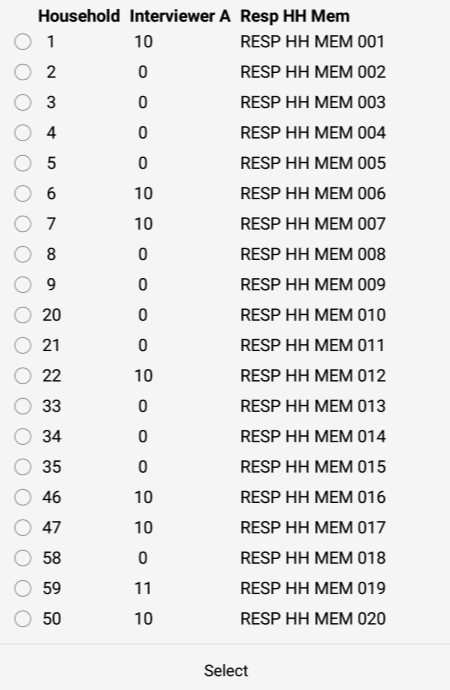 Household Interviewer A Resp HH Mem
1 10 RESP HH MEM 001
2 0 RESP HH MEM 002
3 0 RESP HH MEM 003
4 0 RESP HH MEM 004
5 0 RESP HH MEM 005
6 10 RESP HH MEM 006
7 10 RESP HH MEM 007
8 0 RESP HH MEM 008
9 0 RESP HH MEM 009
20 0 RESP HH MEM 010
21 0 RESP HH MEM 011
22 10 RESP HH MEM 012
33 0 RESP HH MEM 013
34 0 RESP HH MEM 014
35 0 RESP HH MEM 015
46 10 RESP HH MEM 016
47 10 RESP HH MEM 017
58 0 RESP HH MEM 018
59 11 RESP HH MEM 019
50 10 RESP HH MEM 020
Select